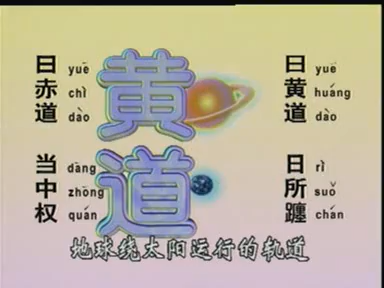 曰赤道
yuē chì dào
当中权
dāng zhōng quán
黄道
曰黄道
yuē huáng dào
日所躔
rì suǒ chán
地球绕太阳运行的轨道